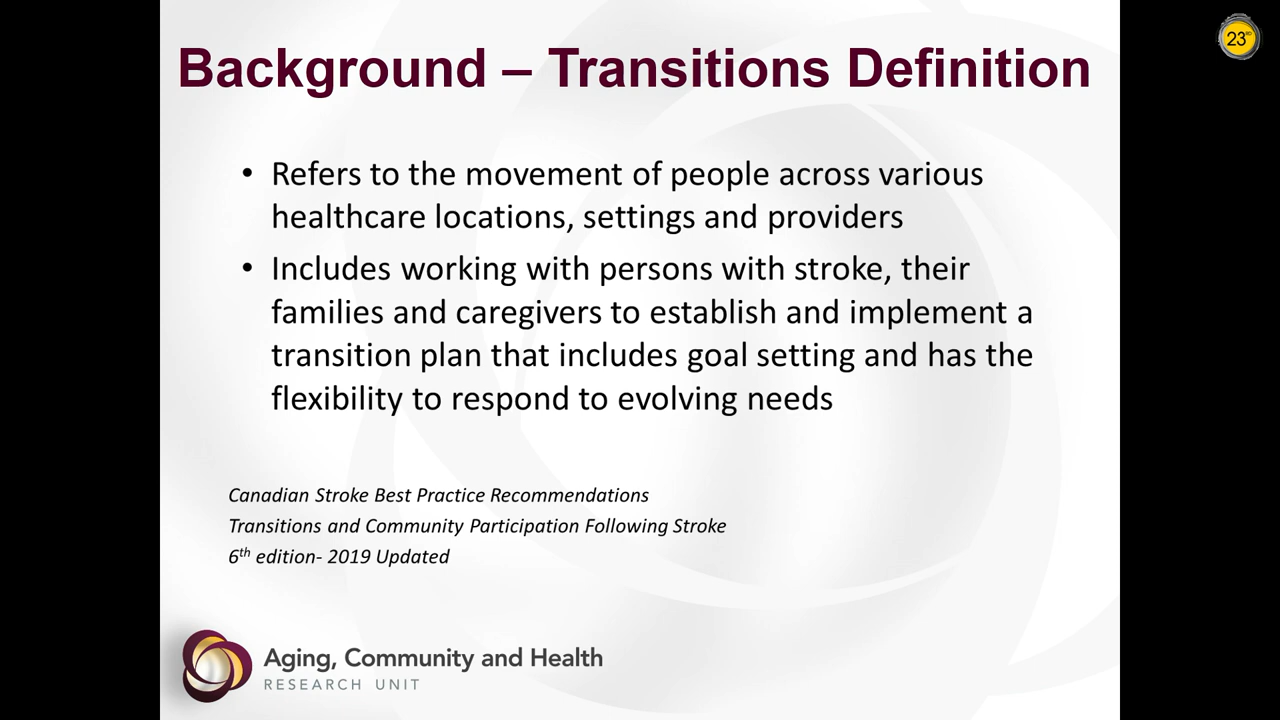 23RD
Background – Transitions Definition
• Refers to the movement of people across various
healthcare locations, settings and providers
• Includes working with persons with stroke, their
families and caregivers to establish and implement a
transition plan that includes goal setting and has the
flexibility to respond to evolving needs
Canadian Stroke Best Practice Recommendations
Transitions and Community Participation Following Stroke
6th edition- 2019 Updated
Aging, Community and Health
RESEARCH UNIT